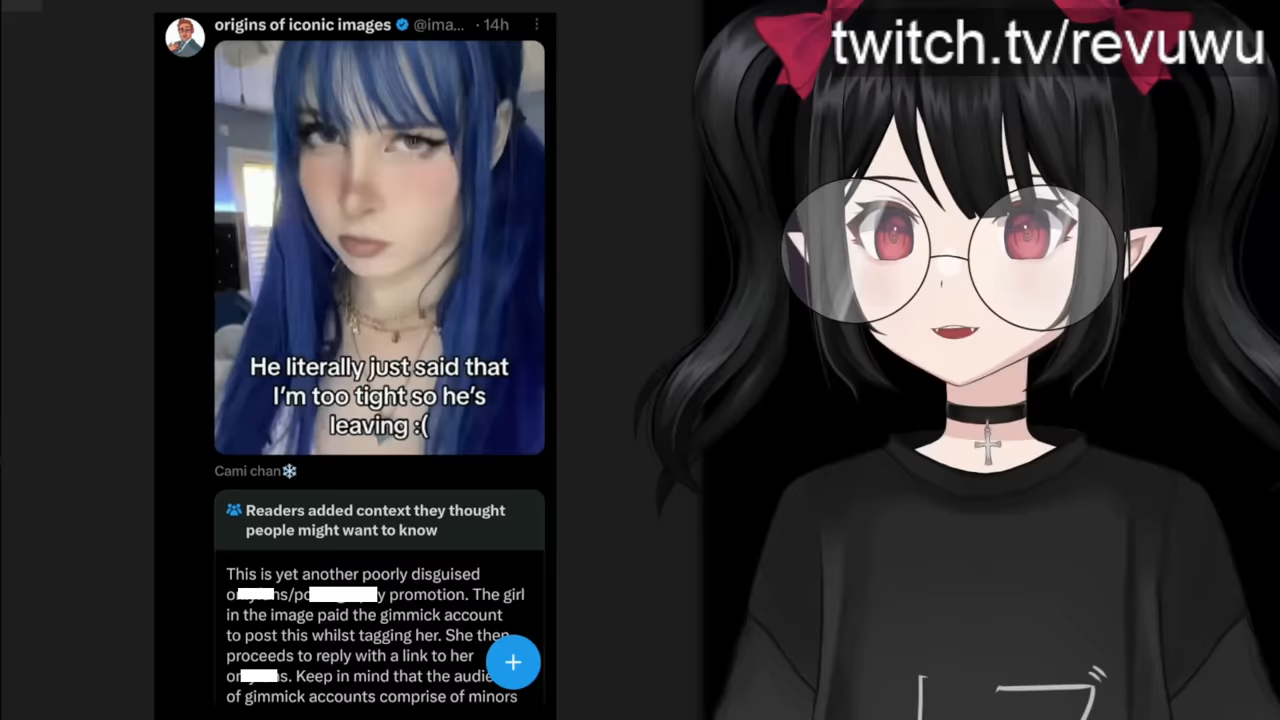 origins of iconic images @ima... · 14h
twitch.tv/revuwu
He literally just said that
I'm too tight so he's
leaving :(
Cami chan❄️
Readers added context they thought
people might want to know
This is yet another poorly disguised
promotion. The girl
in the image paid the gimmick account
to post this whilst tagging her. She then
proceeds to reply with a link to her
Keep in mind that the
of gimmick accounts comprise of minors
レブ